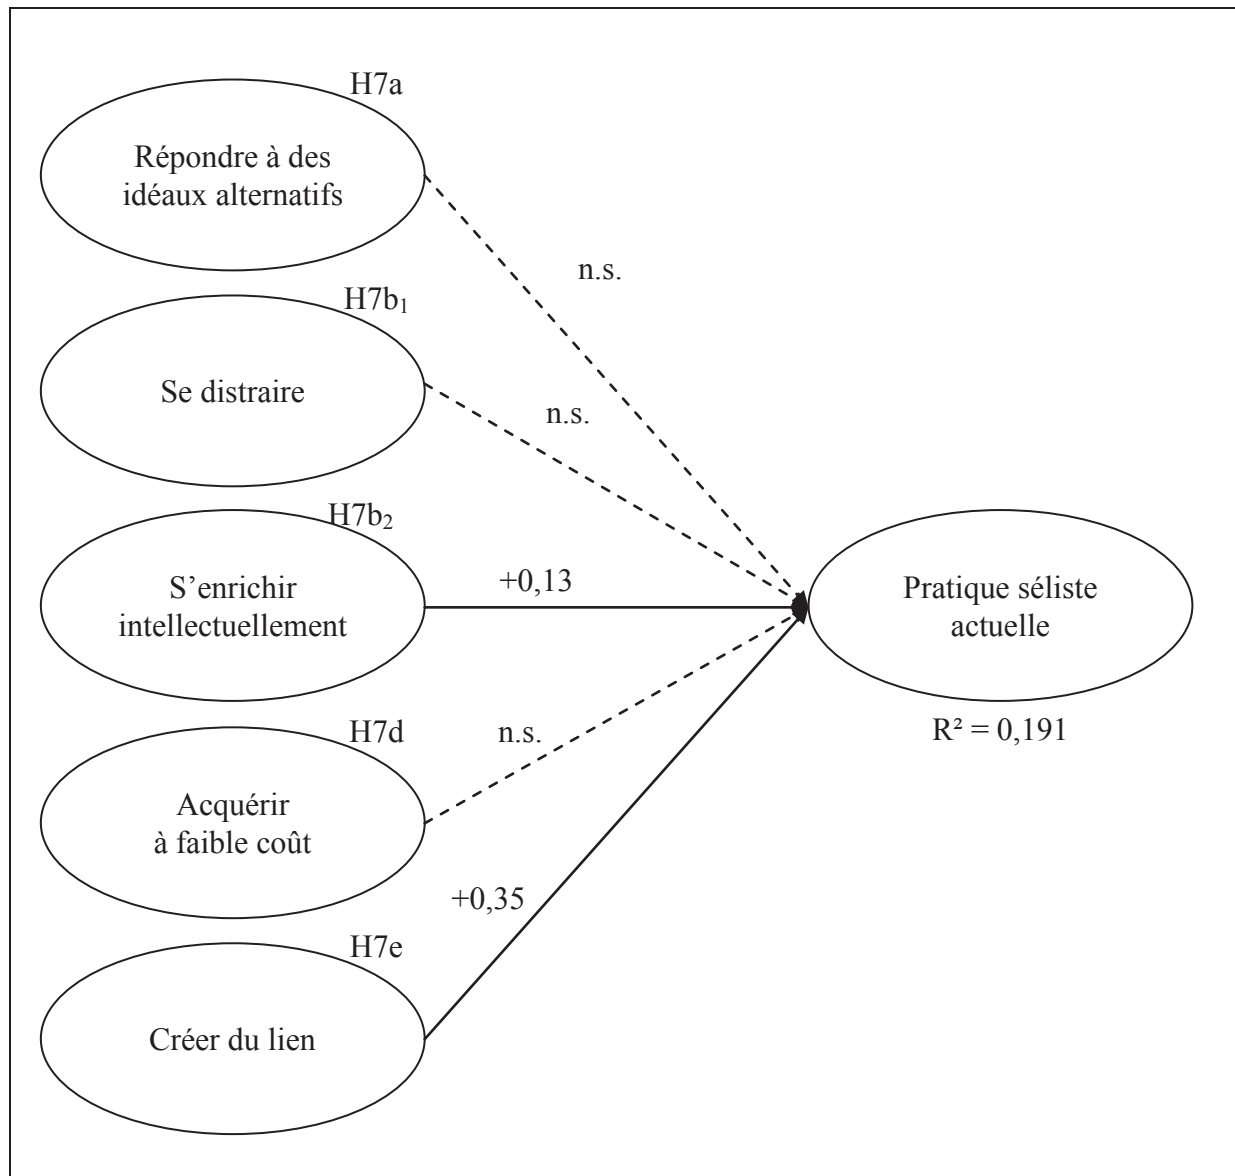 H7a
Répondre à des
idéaux alternatifs
n.s.
H7b₁
Se distraire
n.s.
H7b₂
S’enrichir
intellectuellement
+0,13
Pratique séliste
actuelle
R² = 0,191
H7d
Acquérir
à faible coût
n.s.
+0,35
H7e
Créer du lien